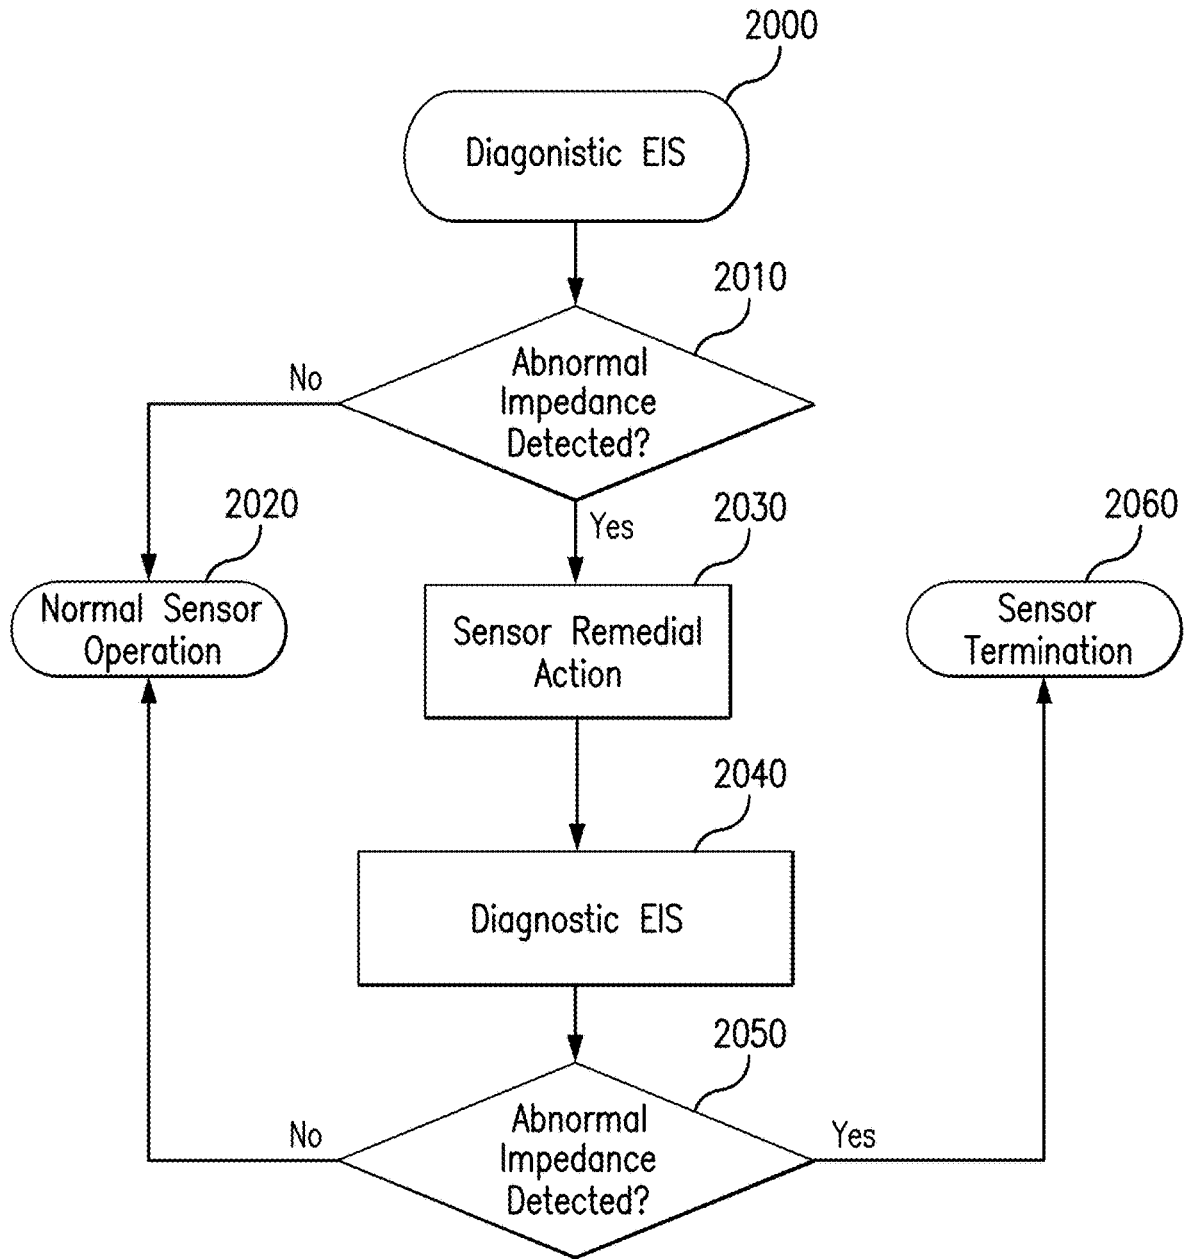 2000
Diagonistic EIS
2010
Abnormal
Impedance
Detected?
No
Yes
2020
Normal Sensor
Operation
2030
Sensor Remedial
Action
2060
Sensor
Termination
2040
Diagnostic EIS
2050
Abnormal
Impedance
Detected?
No
Yes